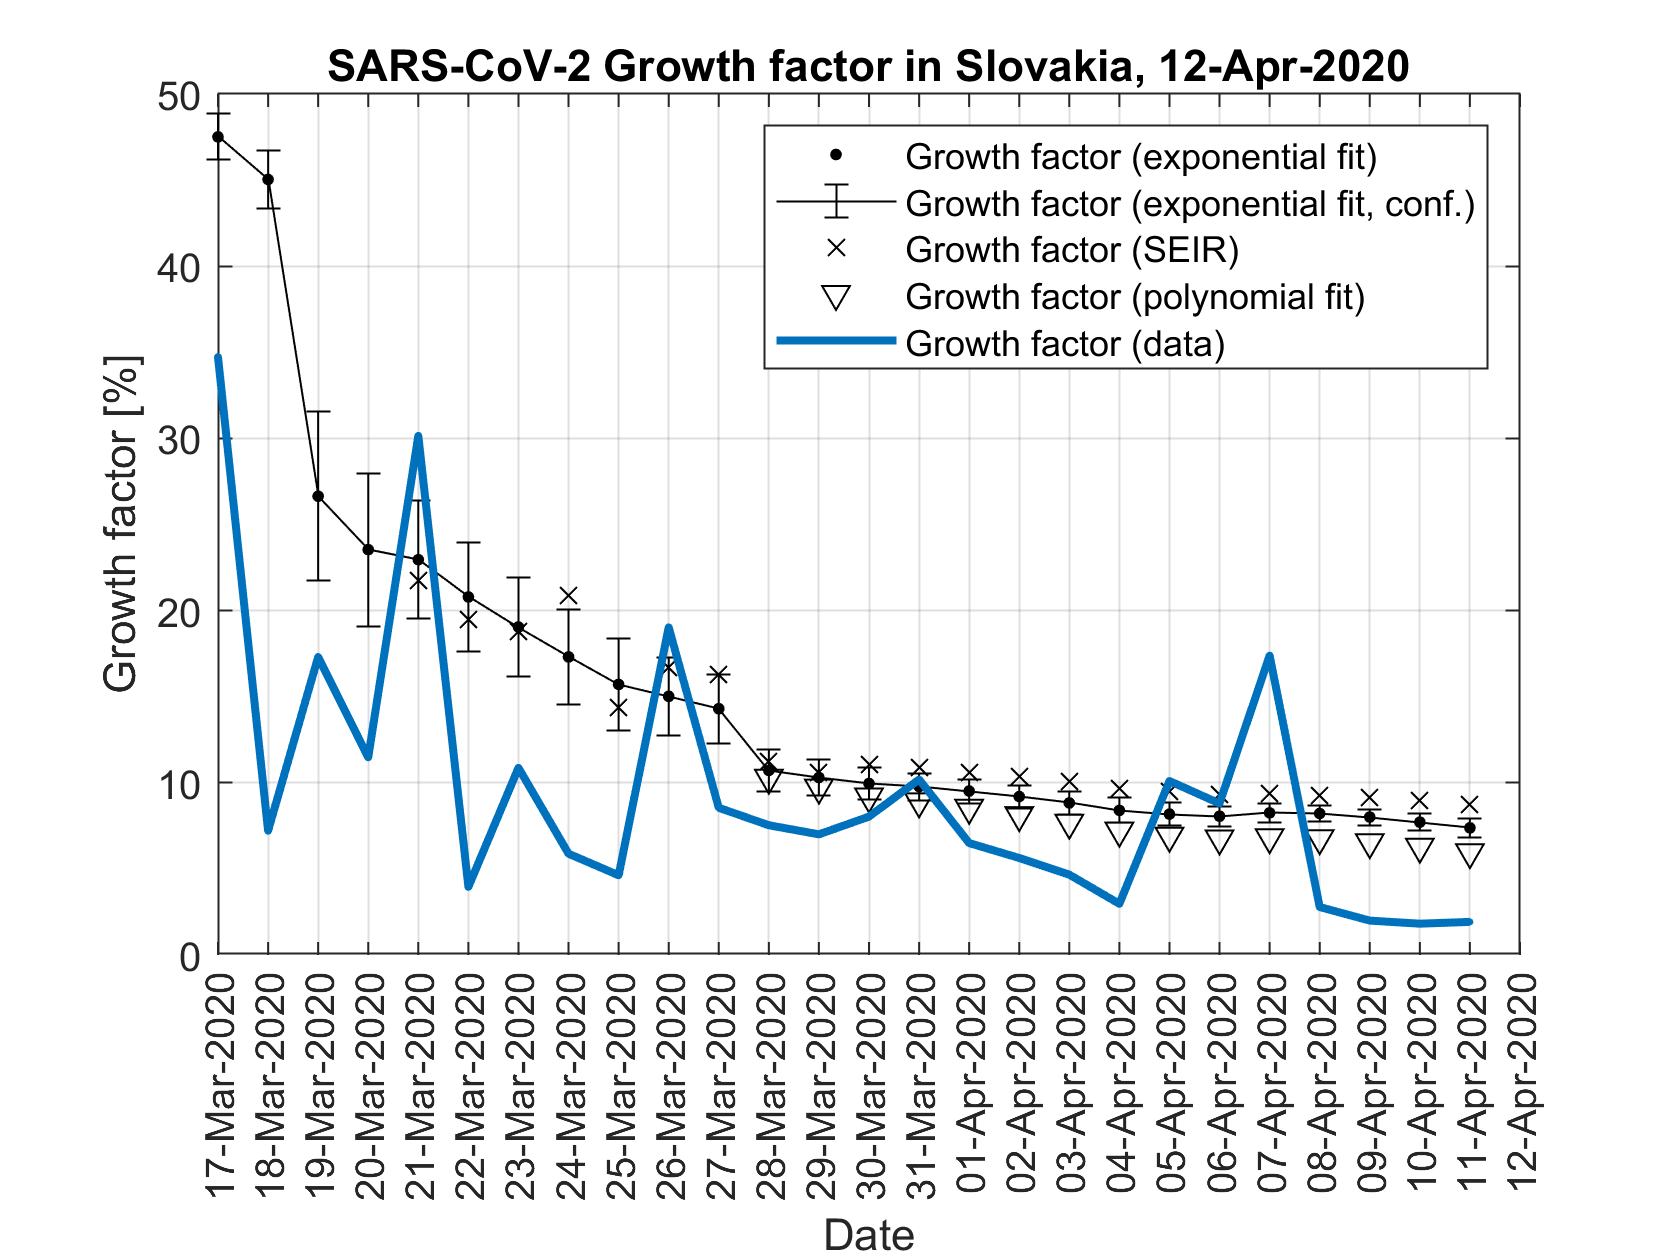 SARS-CoV-2 Growth factor in Slovakia, 12-Apr-2020
Growth factor [%]
50
40
30
20
10
0
Growth factor (exponential fit)
Growth factor (exponential fit, conf.)
Growth factor (SEIR)
Growth factor (polynomial fit)
Growth factor (data)
17-Mar-2020
18-Mar-2020
19-Mar-2020
20-Mar-2020
21-Mar-2020
22-Mar-2020
23-Mar-2020
24-Mar-2020
25-Mar-2020
26-Mar-2020
27-Mar-2020
28-Mar-2020
29-Mar-2020
30-Mar-2020
31-Mar-2020
01-Apr-2020
02-Apr-2020
03-Apr-2020
04-Apr-2020
05-Apr-2020
06-Apr-2020
07-Apr-2020
08-Apr-2020
09-Apr-2020
10-Apr-2020
11-Apr-2020
12-Apr-2020
Date